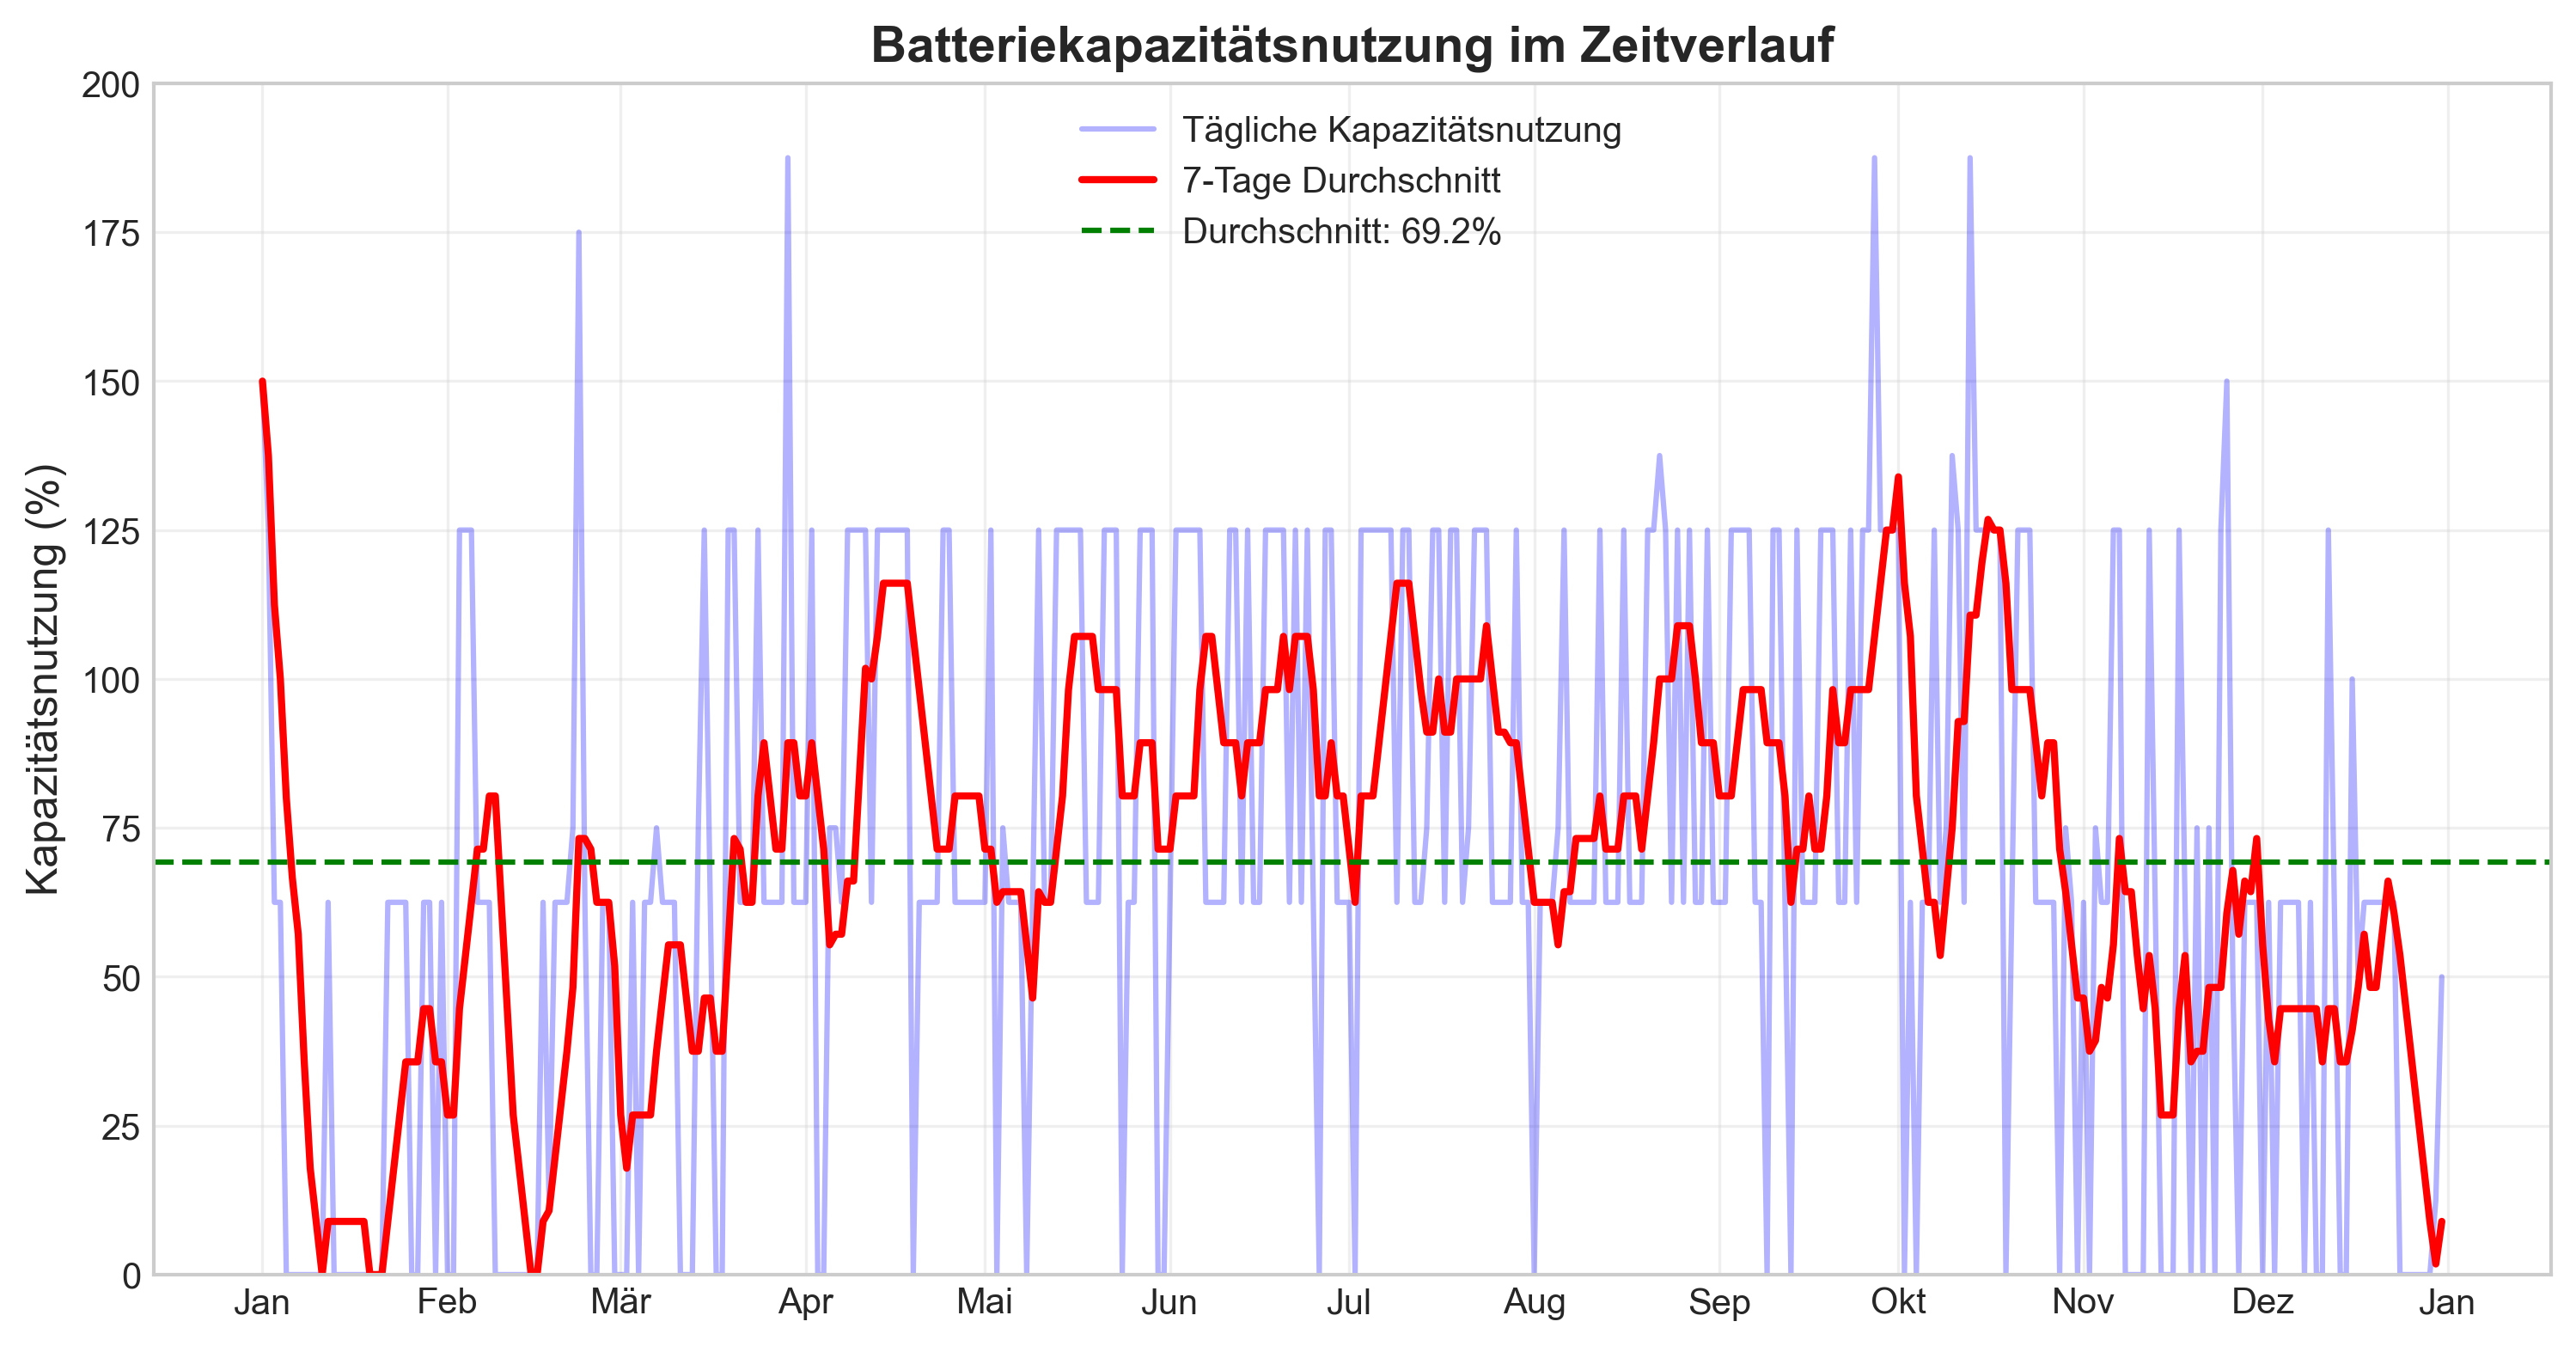 Batteriekapazitätsnutzung im Zeitverlauf
Kapazitätsnutzung (%)
200
175
150
125
100
75
50
25
0
Tägliche Kapazitätsnutzung
7-Tage Durchschnitt
Durchschnitt: 69.2%
Jan Feb Mär Apr Mai Jun Jul Aug Sep Okt Nov Dez Jan